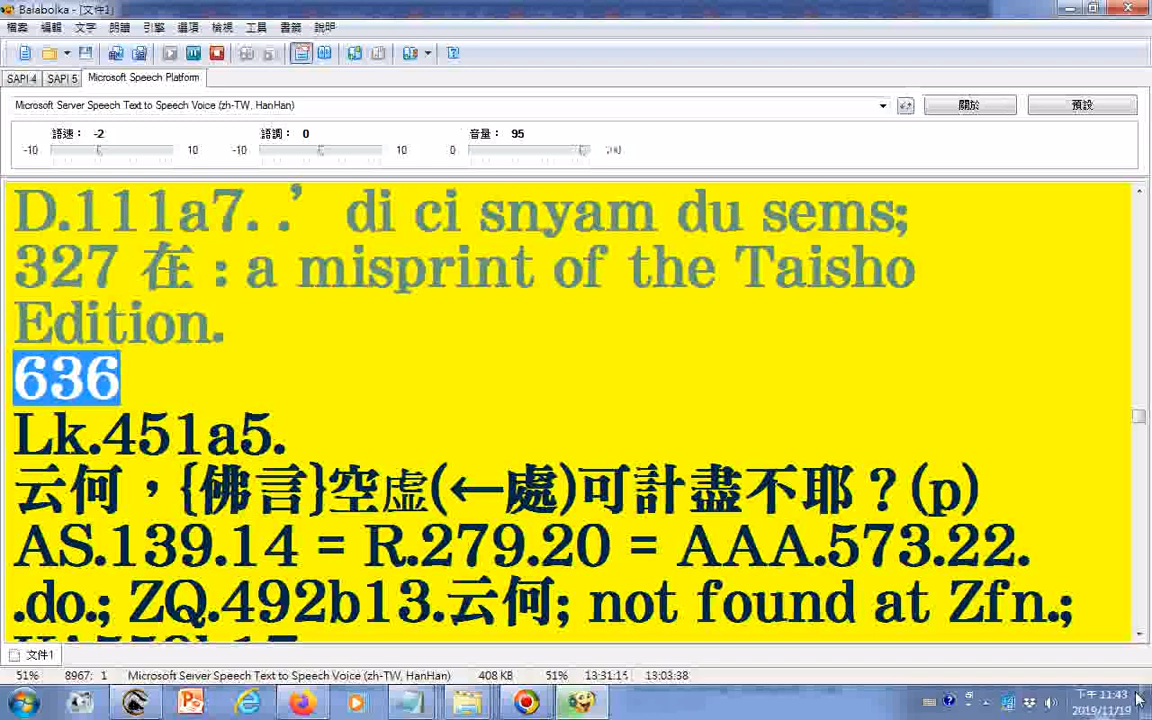 Balabolka - [文件1]
檔案 編輯 文字 朗讀 引擎 選項 檢視 工具 書籤 說明
SAPI 4 SAPI 5 Microsoft Speech Platform
Microsoft Server Speech Text to Speech Voice (zh-TW, HanHan) 關於 預設
語速： -2 語調： 0 音量： 95
-10 10 -10 10 0
D.111a7. .’ di ci snyam du sems;
327 在 : a misprint of the Taisho
Edition.
636
Lk.451a5.
云何，{佛言}空虛(←處)可計盡不耶？(p)
AS.139.14 = R.279.20 = AAA.573.22.
.do.; ZQ.492b13.云何; not found at Zfn.;
文件1
51% 8967: 1 Microsoft Server Speech Text to Speech Voice (zh-TW, HanHan) 408 KB 51% 13:31:15 13:03:38
下午 11:43
2019/11/19